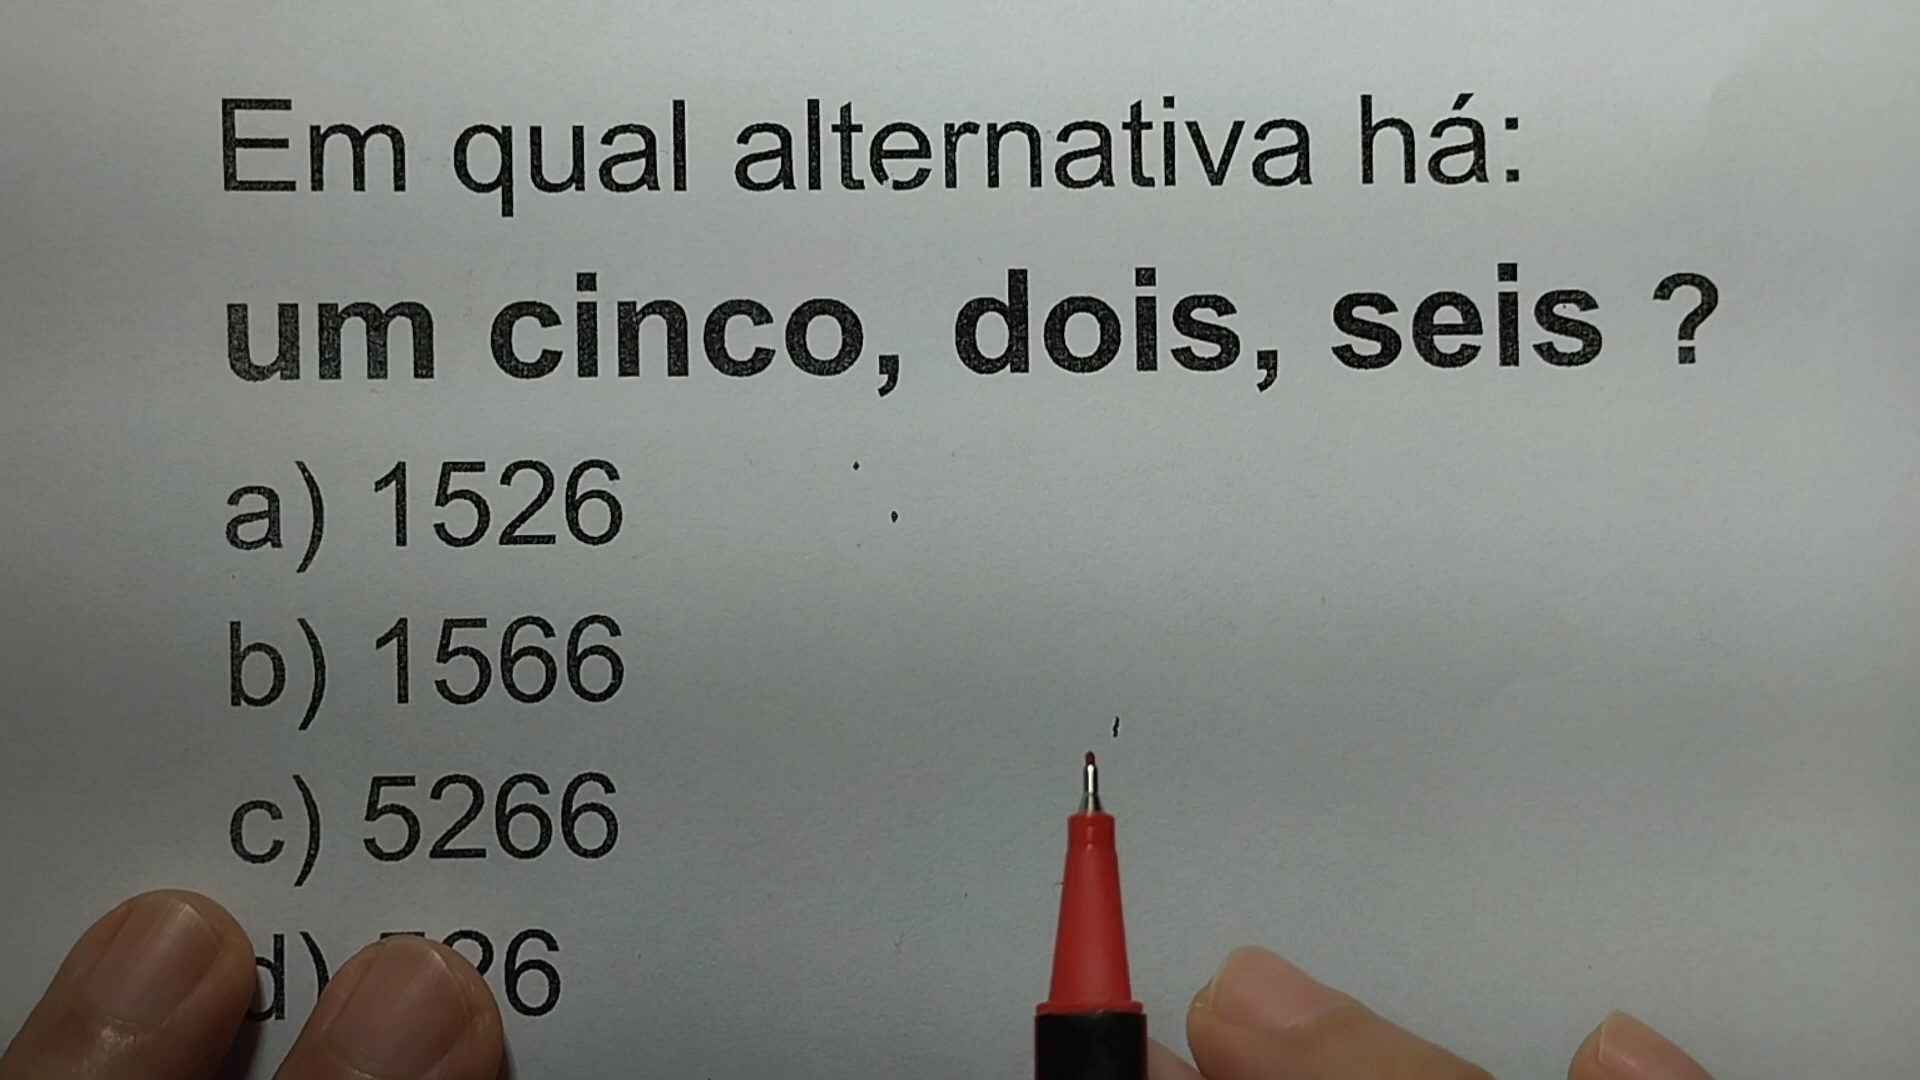 Em qual alternativa há:
um cinco, dois, seis ?
a) 1526
b) 1566
c) 5266
d)